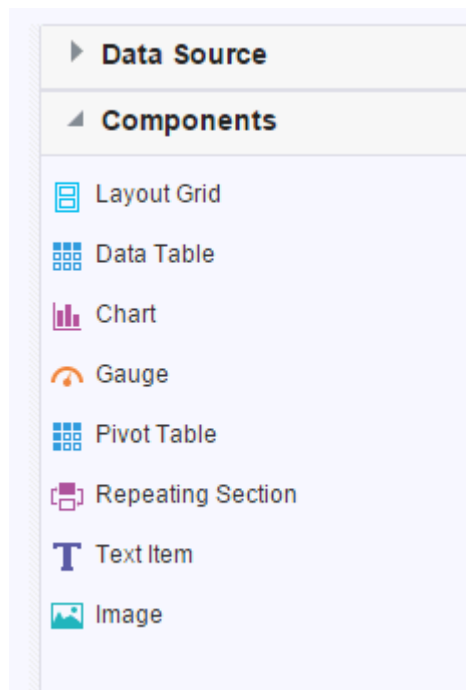 Data Source
Components
Layout Grid
Data Table
Chart
Gauge
Pivot Table
Repeating Section
Text Item
Image